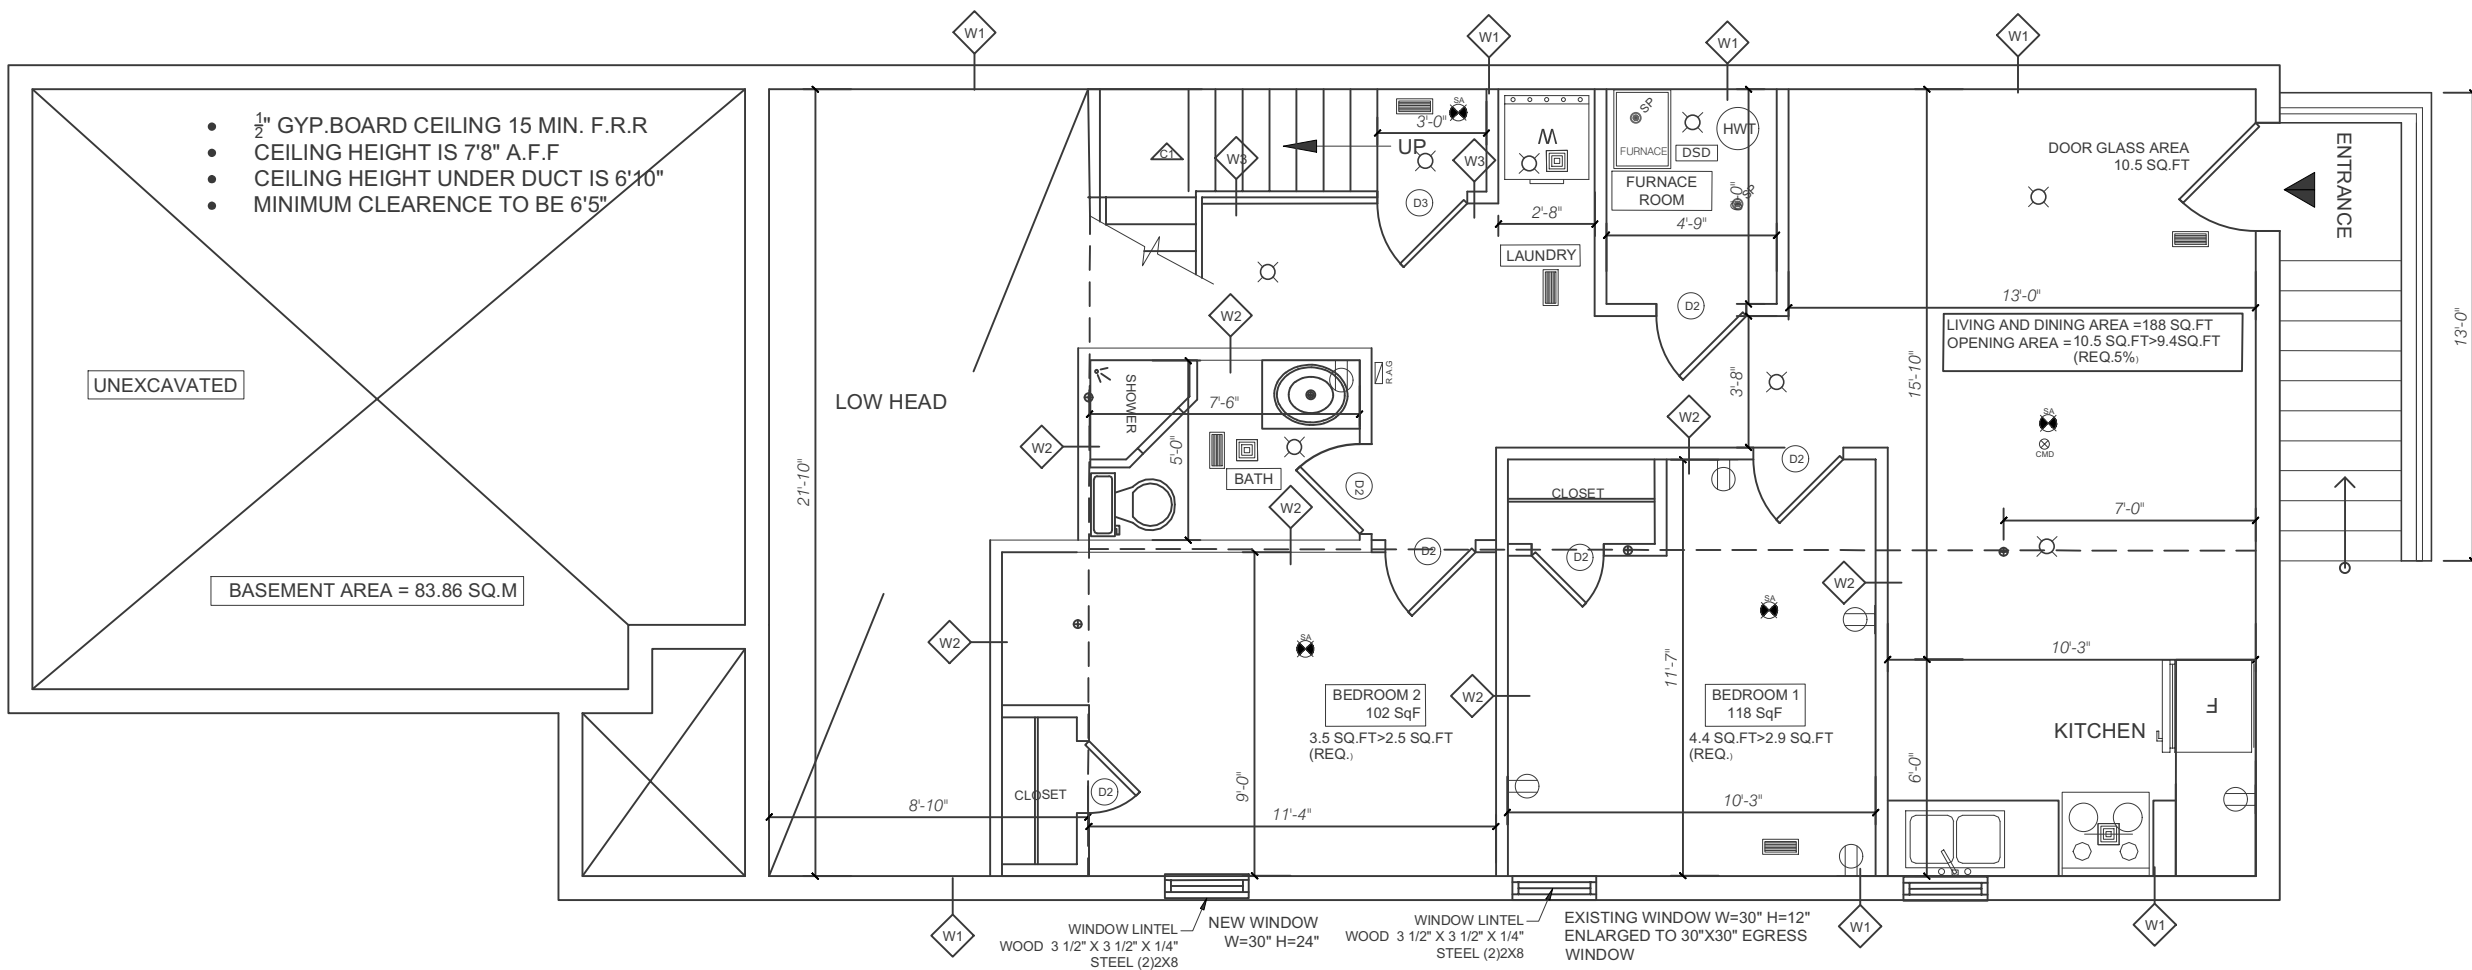 W1
W1
W1
W1
½" GYP.BOARD CEILING 15 MIN. F.R.R
CEILING HEIGHT IS 7'8" A.F.F
CEILING HEIGHT UNDER DUCT IS 6'10"
MINIMUM CLEARENCE TO BE 6'5"
UNEXCAVATED
BASEMENT AREA = 83.86 SQ.M
LOW HEAD
21'-10"
8'-10"
C1
W3
UP
3'-0"
SA
W3
D3
W
2'-8"
LAUNDRY
SP
FURNACE
DSD
HWT
FURNACE
ROOM
SP
4'-9"
D2
3'-8"
DOOR GLASS AREA
10.5 SQ.FT
ENTRANCE
13'-0"
13'-0"
LIVING AND DINING AREA =188 SQ.FT
OPENING AREA =10.5 SQ.FT>9.4SQ.FT
(REQ.5%)
15'-10"
SA
CMD
7'-0"
W2
SHOWER
7'-6"
5'-0"
R.A.G
W2
BATH
D2
W2
W2
D2
CLOSET
D2
D2
W2
W2
SA
BEDROOM 2
102 SqF
3.5 SQ.FT>2.5 SQ.FT
(REQ.)
CLOSET
D2
9'-0"
11'-4"
W2
SA
11'-7"
BEDROOM 1
118 SqF
4.4 SQ.FT>2.9 SQ.FT
(REQ.)
10'-3"
10'-3"
KITCHEN
F
6'-0"
W1
WINDOW LINTEL
WOOD 3 1/2" X 3 1/2" X 1/4"
STEEL (2)2X8
NEW WINDOW
W=30" H=24"
WINDOW LINTEL
WOOD 3 1/2" X 3 1/2" X 1/4"
STEEL (2)2X8
EXISTING WINDOW W=30" H=12"
ENLARGED TO 30"X30" EGRESS
WINDOW
W1
W1